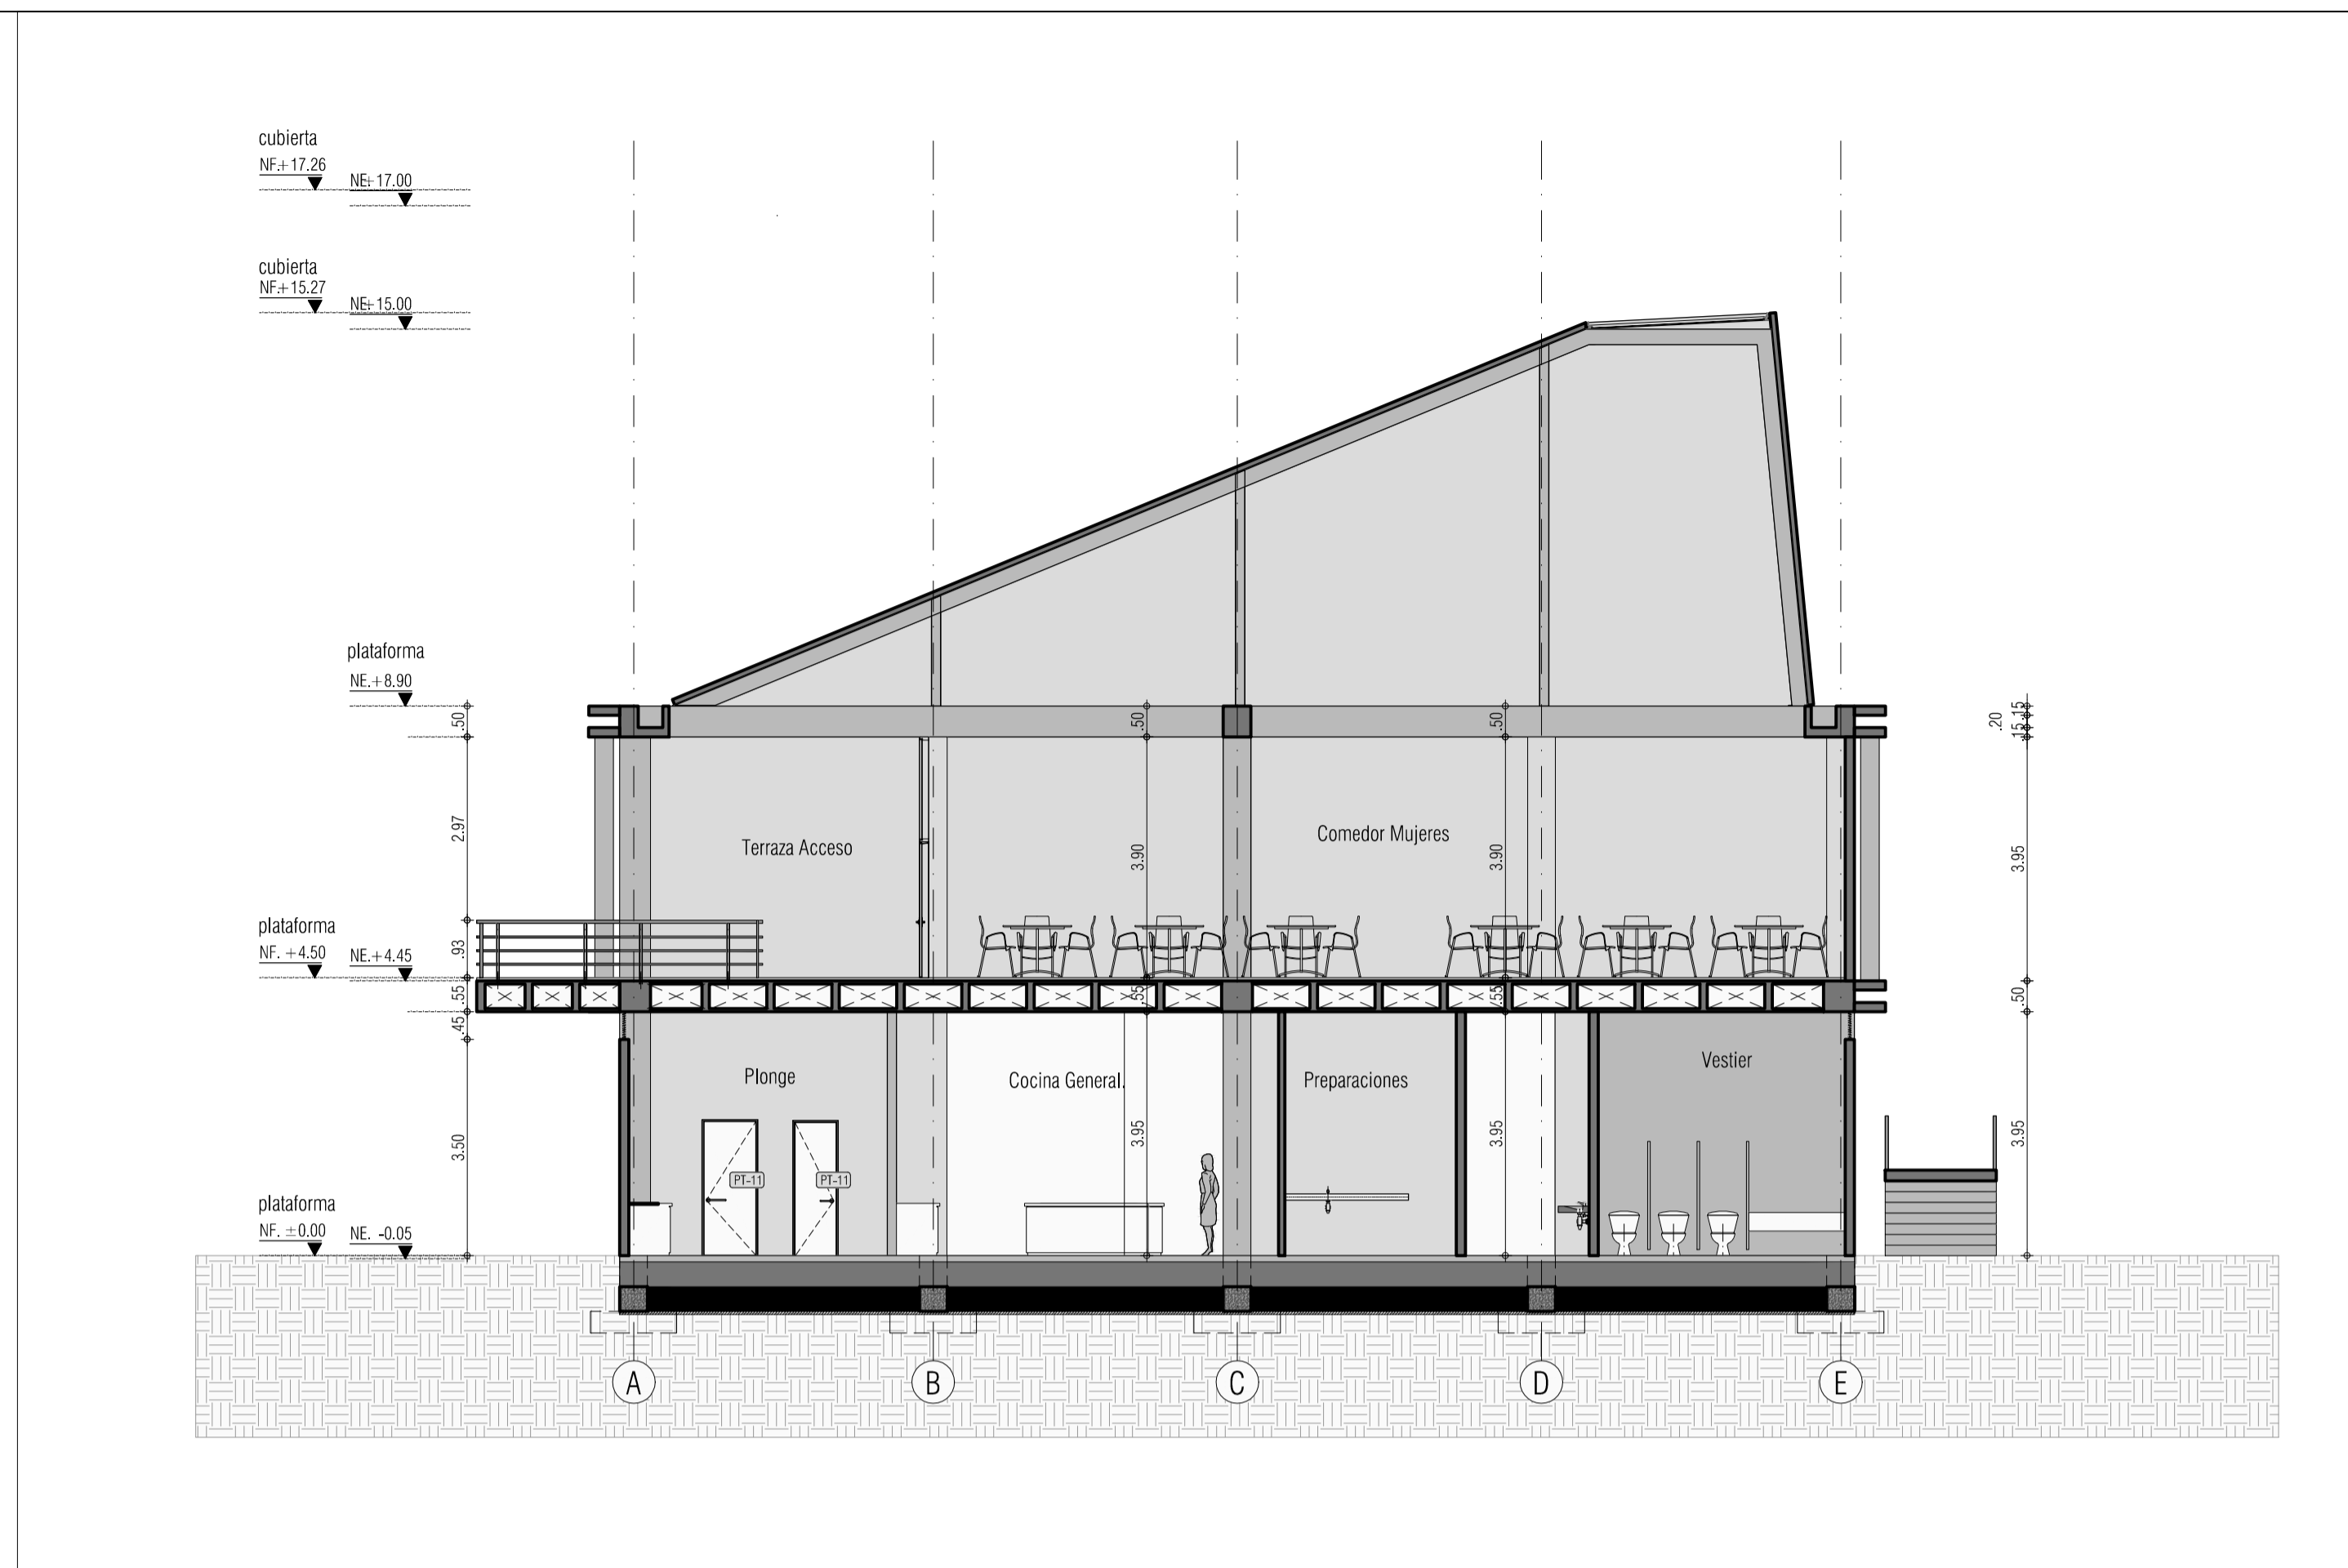 cubierta
NF.+17.26
NE.+17.00
cubierta
NF.+15.27
NE.+15.00
plataforma
NE.+8.90
.50
.50
.50
.20
.15
.15
2.97
Terraza Acceso
3.90
Comedor Mujeres
3.90
3.95
plataforma
NF. +4.50
NE.+4.45
.93
.55
.55
.55
.50
.45
Plonge
Cocina General.
Preparaciones
Vestier
3.50
PT-11
PT-11
3.95
3.95
3.95
plataforma
NF. ±0.00
NE. -0.05
A
B
C
D
E